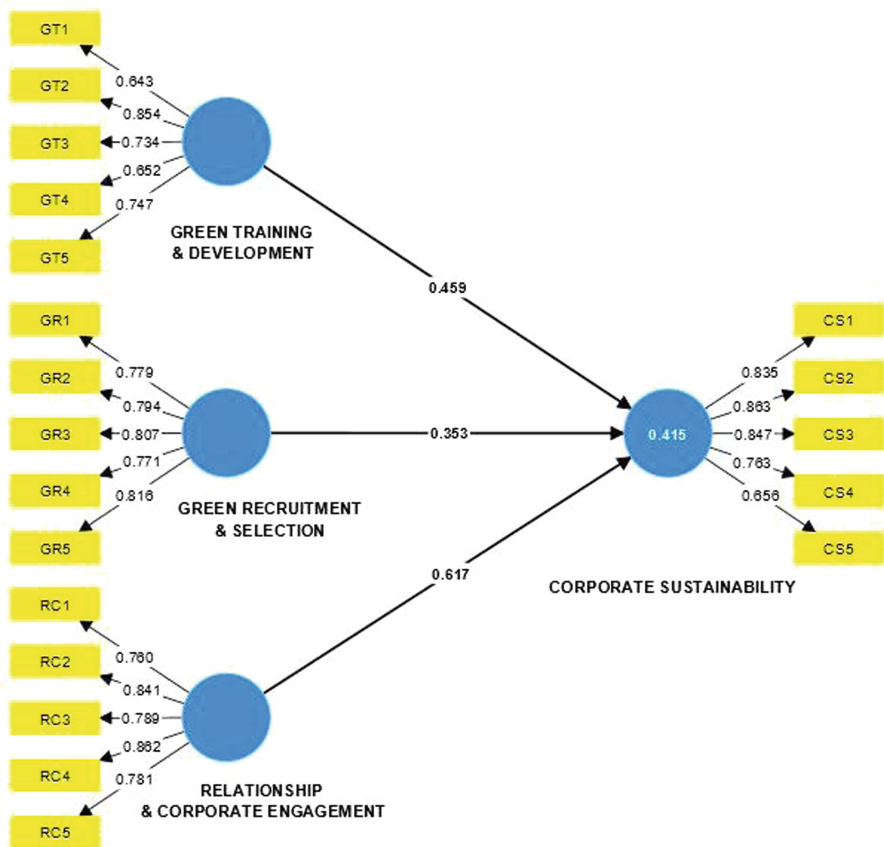 GT1
0.643
GT2
0.854
GT3
0.734
GT4
0.652
GT5
0.747
GREEN TRAINING
& DEVELOPMENT
0.459
GR1
0.779
GR2
0.794
GR3
0.807
GR4
0.771
GR5
0.816
GREEN RECRUITMENT
& SELECTION
0.353
RC1
0.760
RC2
0.841
RC3
0.789
RC4
0.862
RC5
0.781
RELATIONSHIP
& CORPORATE ENGAGEMENT
0.617
0.415
CORPORATE SUSTAINABILITY
CS1
0.835
CS2
0.863
CS3
0.847
CS4
0.763
CS5
0.656